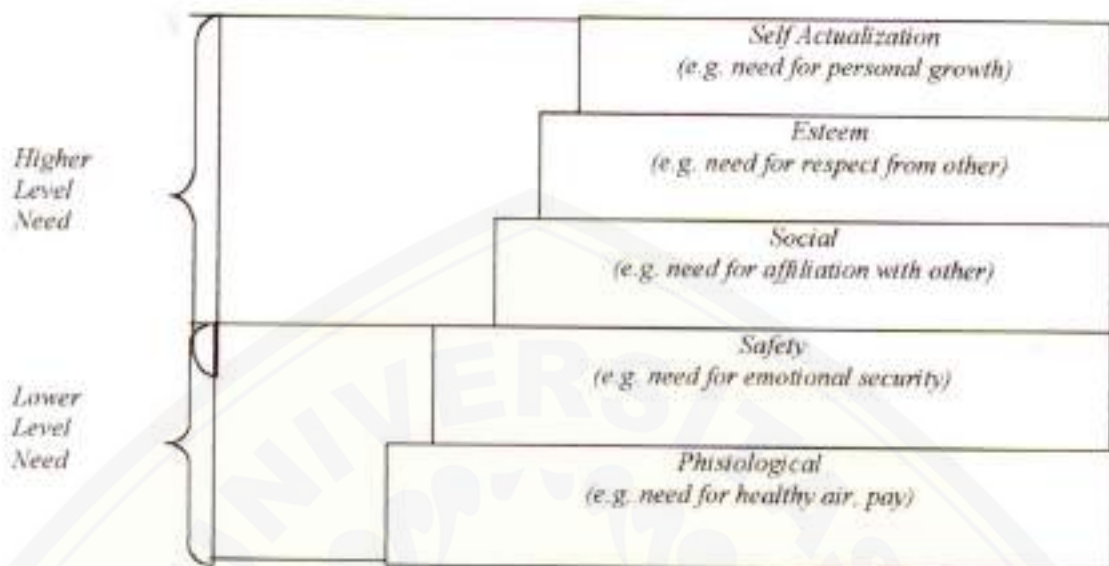 Self Actualization
(e.g. need for personal growth)
Esteem
(e.g. need for respect from other)
Higher
Level
Need
Social
(e.g. need for affiliation with other)
Safety
(e.g. need for emotional security)
Lower
Level
Need
Phisiological
(e.g. need for healthy air, pay)
UNIVERSITAS